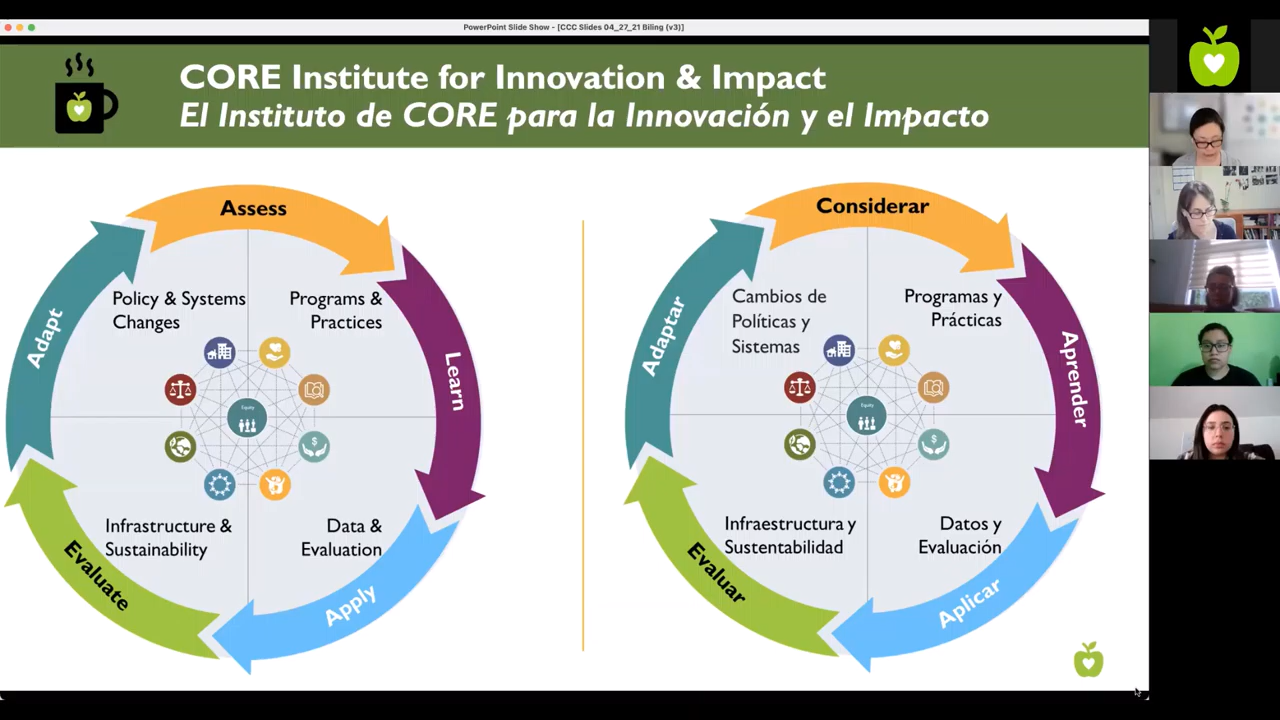 PowerPoint Slide Show - [CCC Slides 04_27_21 Biling (v3)]
CORE Institute for Innovation & Impact
El Instituto de CORE para la Innovación y el Impacto
Assess
Learn
Apply
Evaluate
Adapt
Policy & Systems
Changes
Programs &
Practices
Equity
Infrastructure &
Sustainability
Data &
Evaluation
Considerar
Aprender
Aplicar
Evaluar
Adaptar
Cambios de
Políticas y
Sistemas
Programas y
Prácticas
Equity
Infraestructura y
Sustentabilidad
Datos y
Evaluación